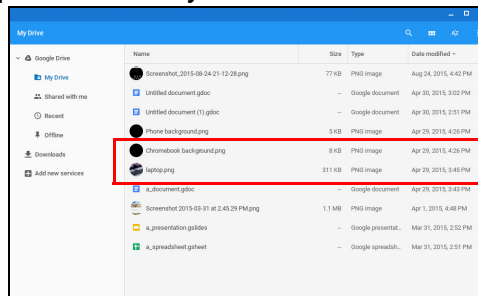 My Drive
Google Drive
My Drive
Shared with me
Recent
Offline
Downloads
Add new services
Name Size Type Date modified
Screenshot_2015-08-24-21-12-28.png 77 KB PNG image Aug 24, 2015, 4:42 PM
Untitled document.gdoc -- Google document Apr 30, 2015, 3:02 PM
Untitled document (1).gdoc -- Google document Apr 30, 2015, 2:51 PM
Phone background.png 5 KB PNG image Apr 29, 2015, 4:26 PM
Chromebook background.png 8 KB PNG image Apr 29, 2015, 4:26 PM
laptop.png 311 KB PNG image Apr 29, 2015, 3:45 PM
a_document.gdoc -- Google document Apr 29, 2015, 3:43 PM
Screenshot 2015-03-31 at 2.45.29 PM.png 1.1 MB PNG image Apr 1, 2015, 4:48 PM
a_presentation.gslides -- Google presentat... Mar 31, 2015, 2:52 PM
a_spreadsheet.gsheet -- Google spreadsh... Mar 31, 2015, 2:51 PM